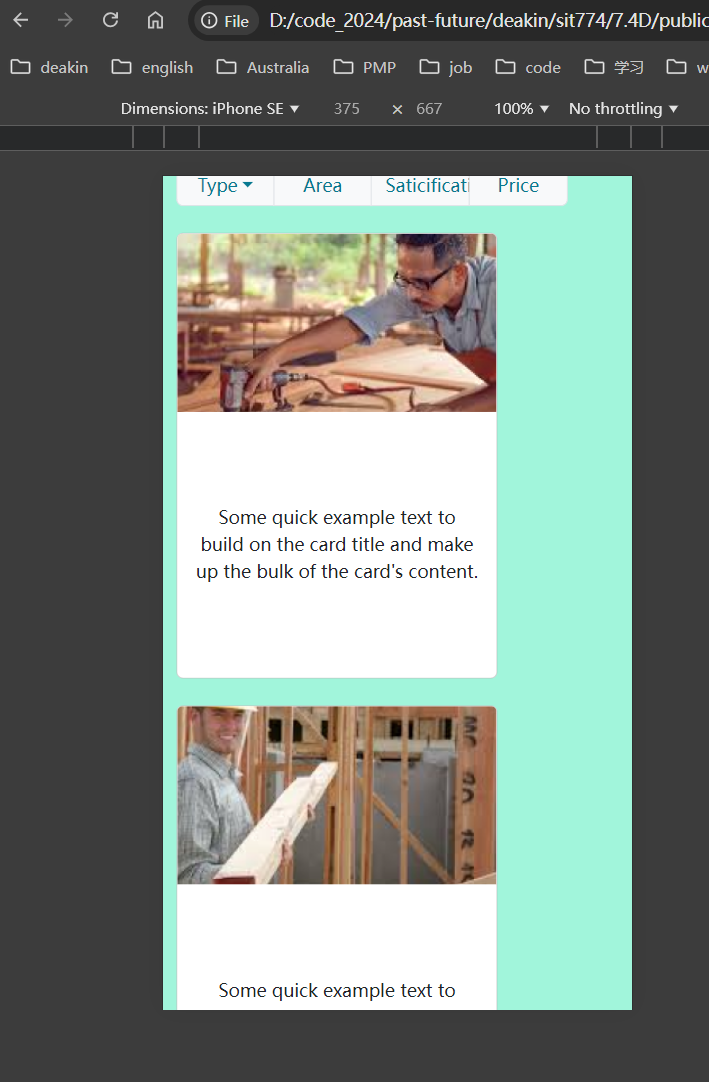 File D:/code_2024/past-future/deakin/sit774/7.4D/public
deakin english Australia PMP job code 学习 w
Dimensions: iPhone SE ▼ 375 × 667 100% ▼ No throttling ▼
Type Area Saticificati Price
Some quick example text to
build on the card title and make
up the bulk of the card's content.
Some quick example text to